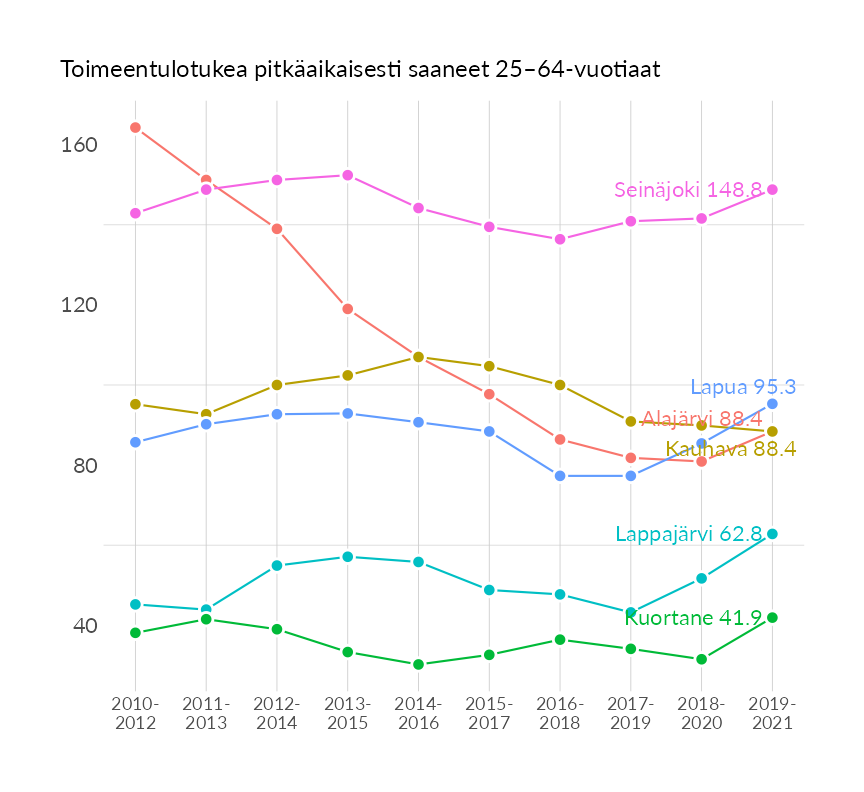 Toimeentulotukea pitkäaikaisesti saaneet 25–64-vuotiaat
160
Seinäjoki 148.8
120
Lapua 95.3
Alajärvi 88.4
Kauhava 88.4
80
Lappajärvi 62.8
Kuortane 41.9
40
2010- 2011- 2012- 2013- 2014- 2015- 2016- 2017- 2018- 2019-
2012 2013 2014 2015 2016 2017 2018 2019 2020 2021